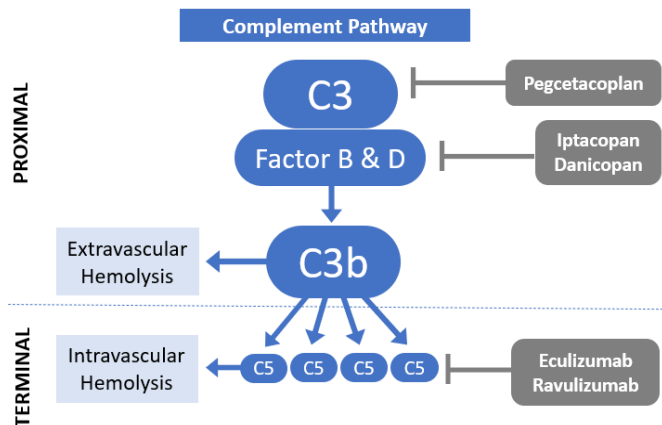 Complement Pathway
PROXIMAL
C3
Pegcetacoplan
Factor B & D
Iptacopan
Danicopan
Extravascular
Hemolysis
C3b
TERMINAL
Intravascular
Hemolysis
C5 C5 C5 C5
Eculizumab
Ravulizumab